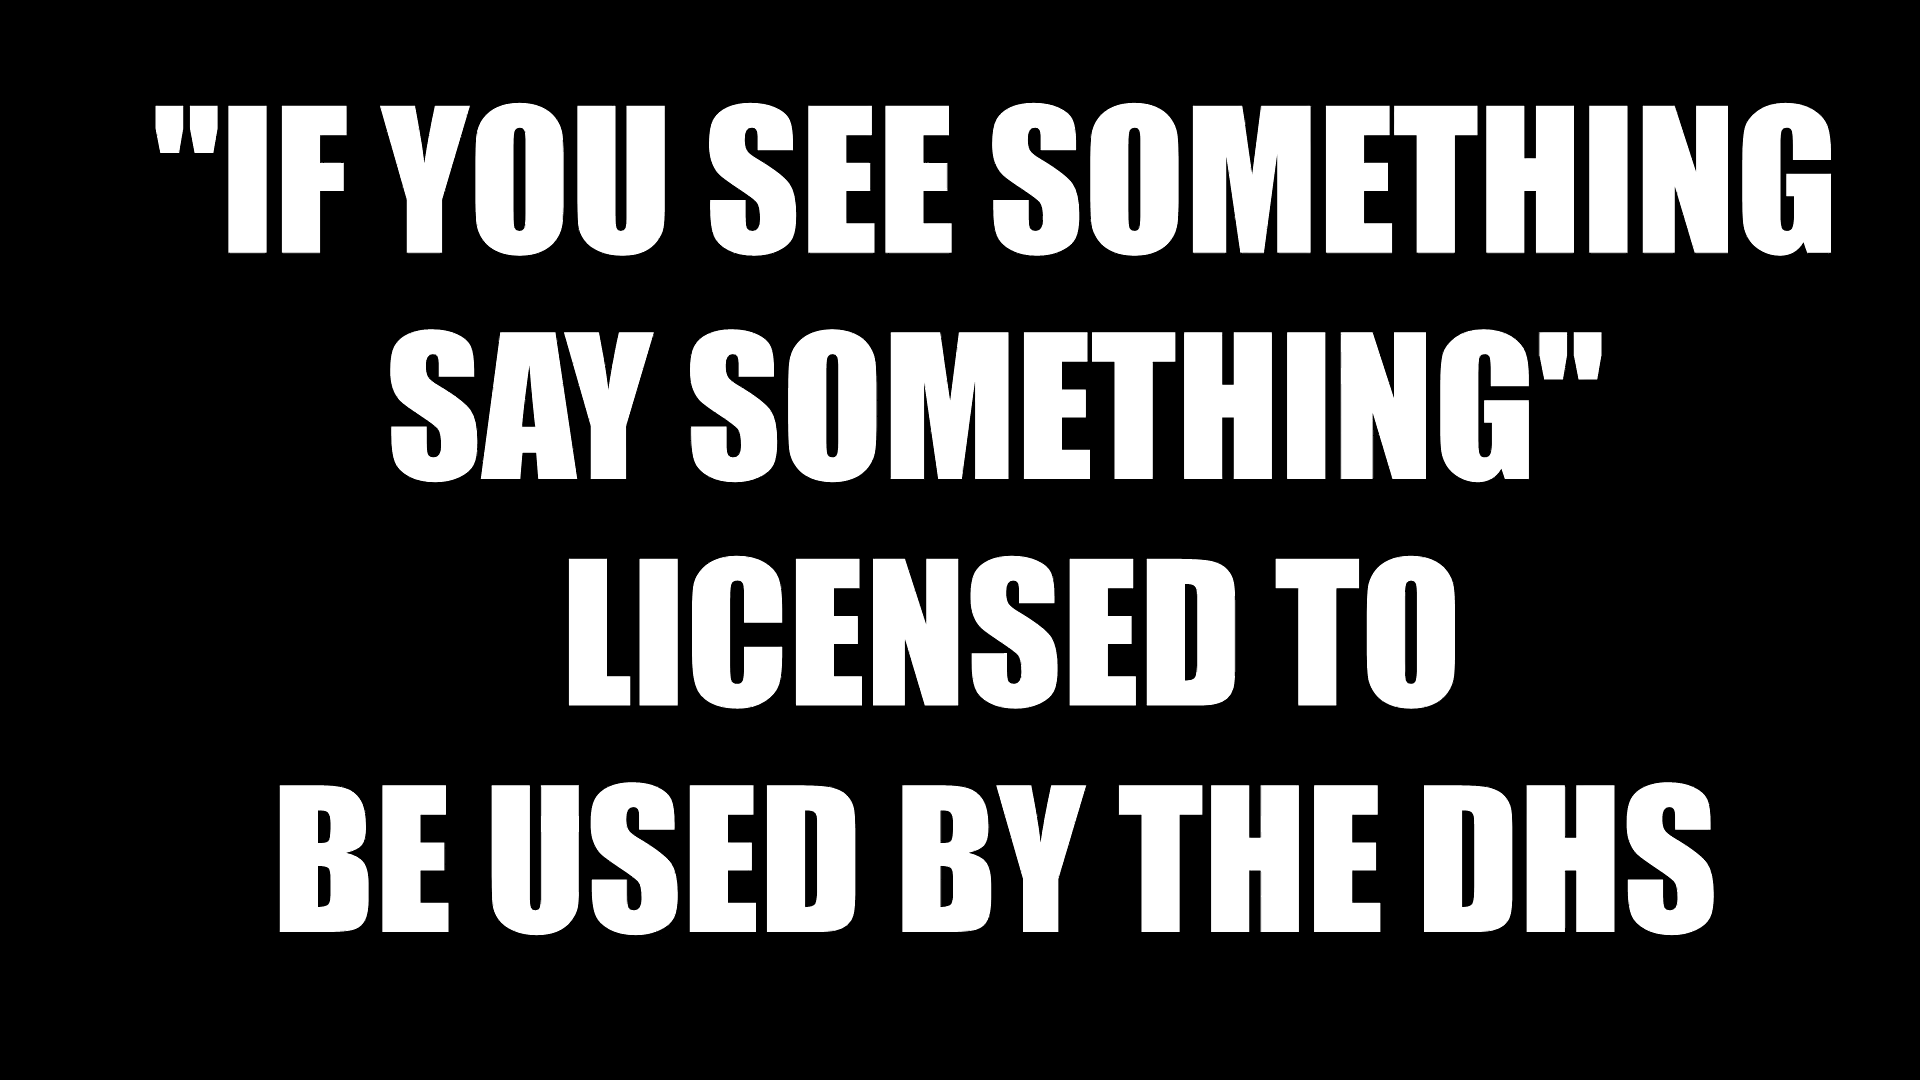 "IF YOU SEE SOMETHING
SAY SOMETHING"
LICENSED TO
BE USED BY THE DHS